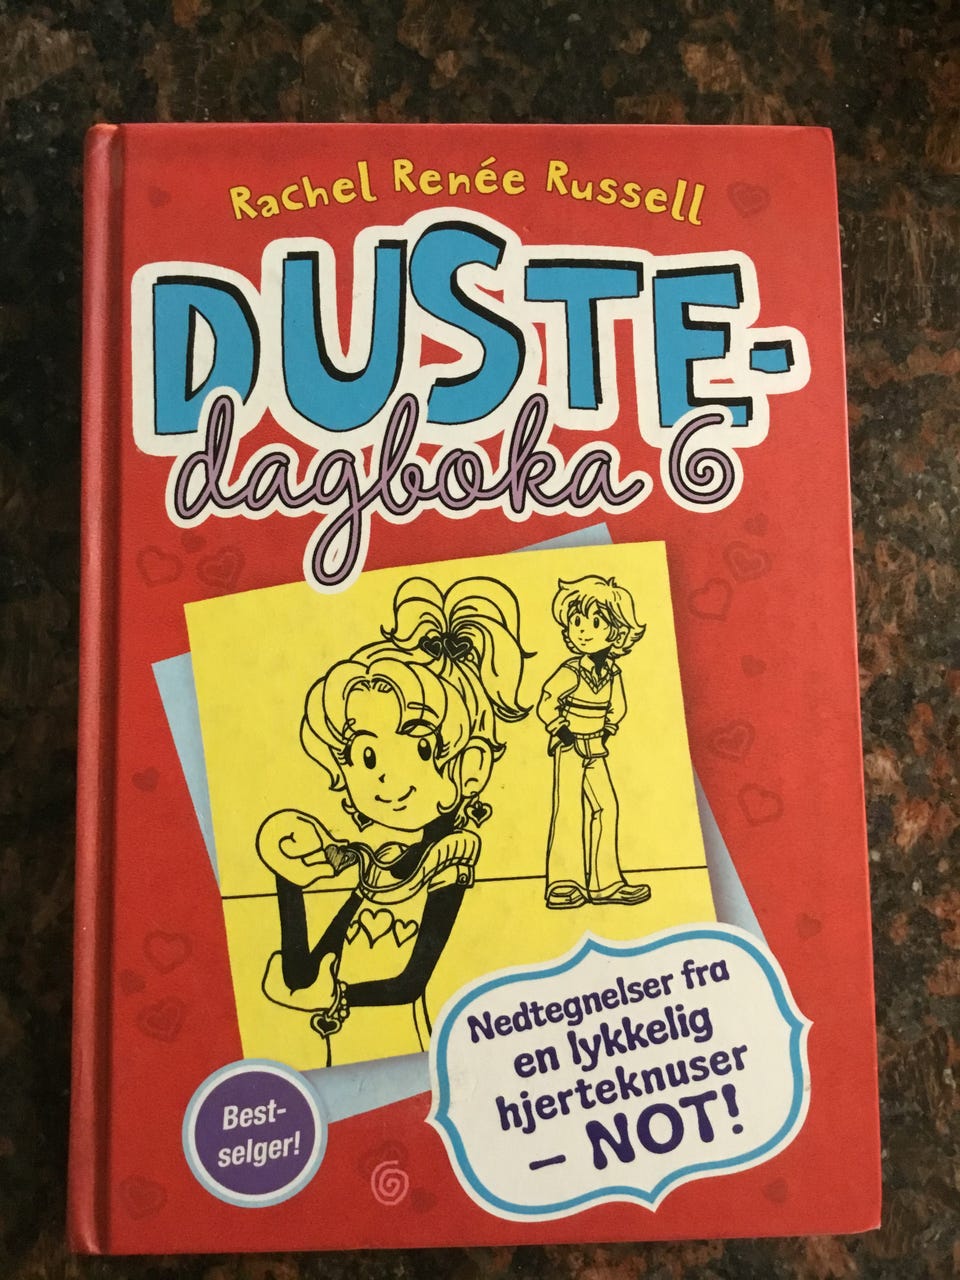 Rachel Renée Russell
DUSTE-
dagboka 6
Nedtegnelser fra
en lykkelig
hjerteknuser
– NOT!
Best-
selger!